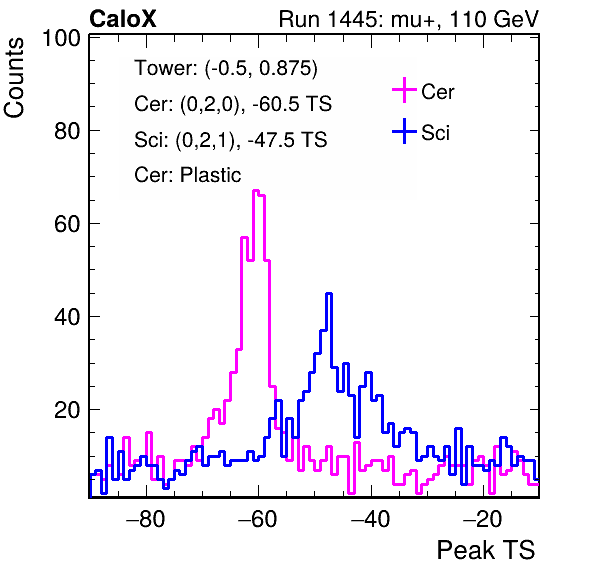 CaloX Run 1445: mu+, 110 GeV
Counts
100
80
60
40
20
Tower: (-0.5, 0.875)
Cer: (0,2,0), -60.5 TS
Sci: (0,2,1), -47.5 TS
Cer: Plastic
Cer
Sci
−80 −60 −40 −20
Peak TS